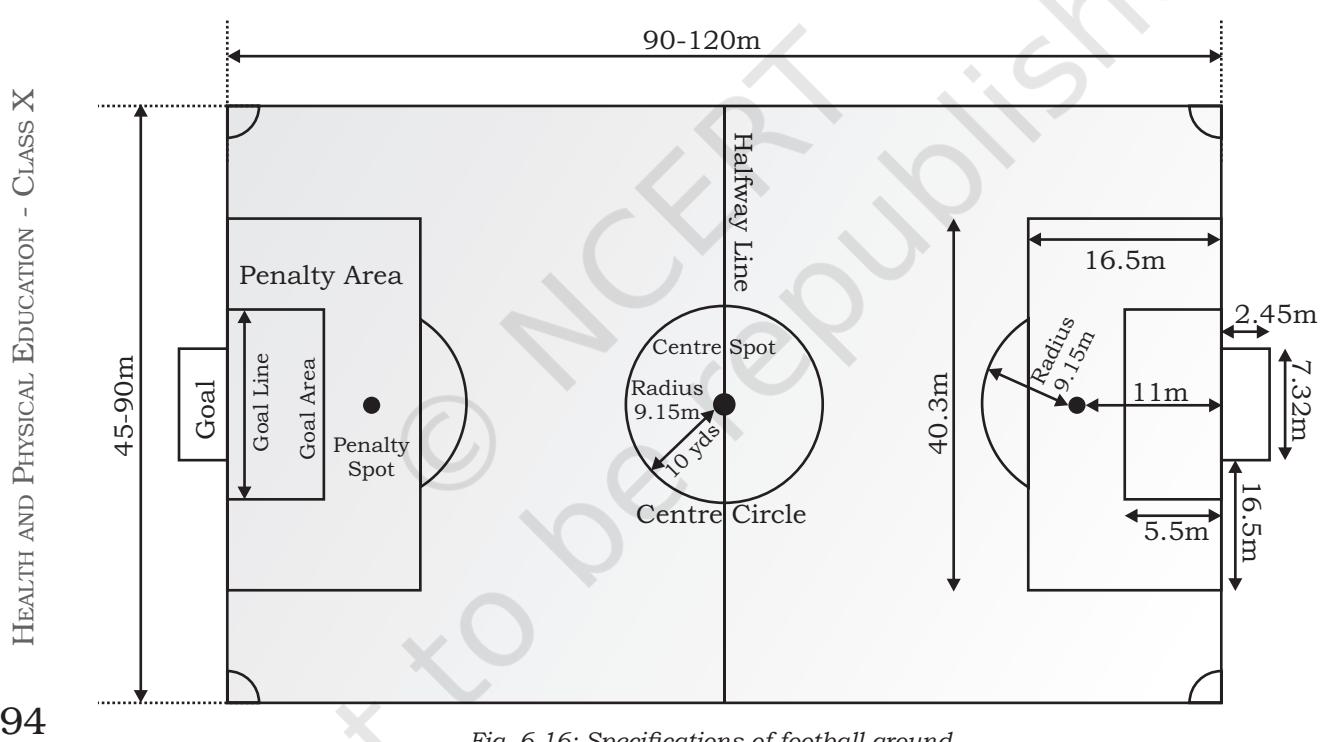 HEALTH AND PHYSICAL EDUCATION - CLASS X
94
90-120m
45-90m
Halfway Line
Penalty Area
Goal
Goal Line
Goal Area
Penalty
Spot
Centre Spot
Radius
9.15m
10 yds
Centre Circle
40.3m
16.5m
Radius
9.15m
11m
2.45m
7.32m
16.5m
5.5m
© NCERT
to be republish
Fig. 6.16: Specifications of football ground